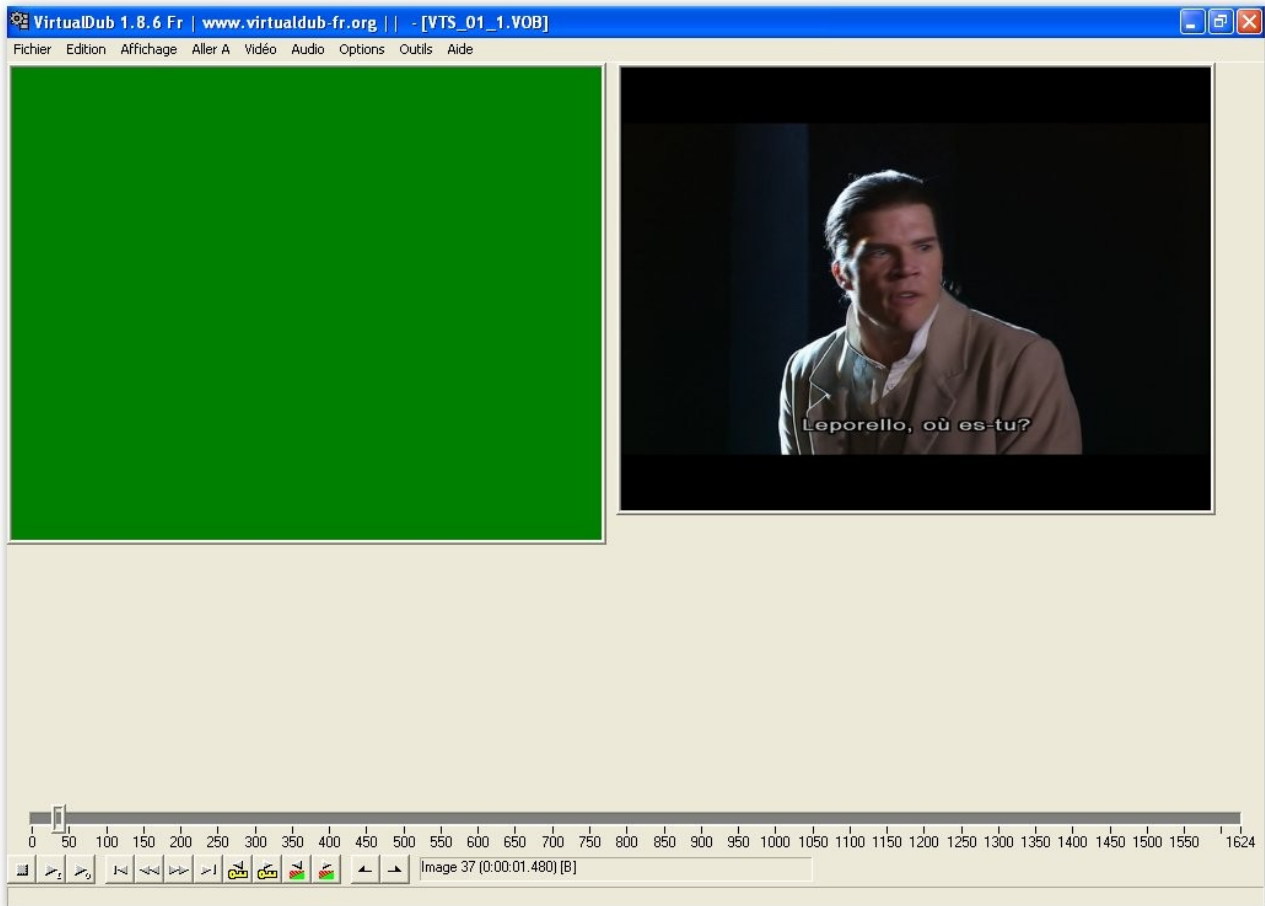 VirtualDub 1.8.6 Fr | www.virtualdub-fr.org | |   - [VTS_01_1.VOB]
Fichier Edition Affichage Aller A Vidéo Audio Options Outils Aide
Leporello, où es-tu?
0 50 100 150 200 250 300 350 400 450 500 550 600 650 700 750 800 850 900 950 1000 1050 1100 1150 1200 1250 1300 1350 1400 1450 1500 1550 1624
Image 37 (0:00:01.480) [B]